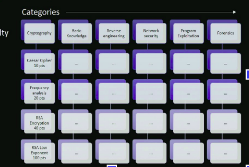 Categories
lty
Cryptography
Basic
Knowledge
Reverse
engineering
Network
security
Program
Exploitation
Forensics
Caesar Cipher
10 pts
...
...
...
...
...
Frequency
analysis
20 pts
...
...
...
...
...
RSA
Encryption
40 pts
...
...
...
...
...
RSA Low
Exponent
100 pts
...
...
...
...
...